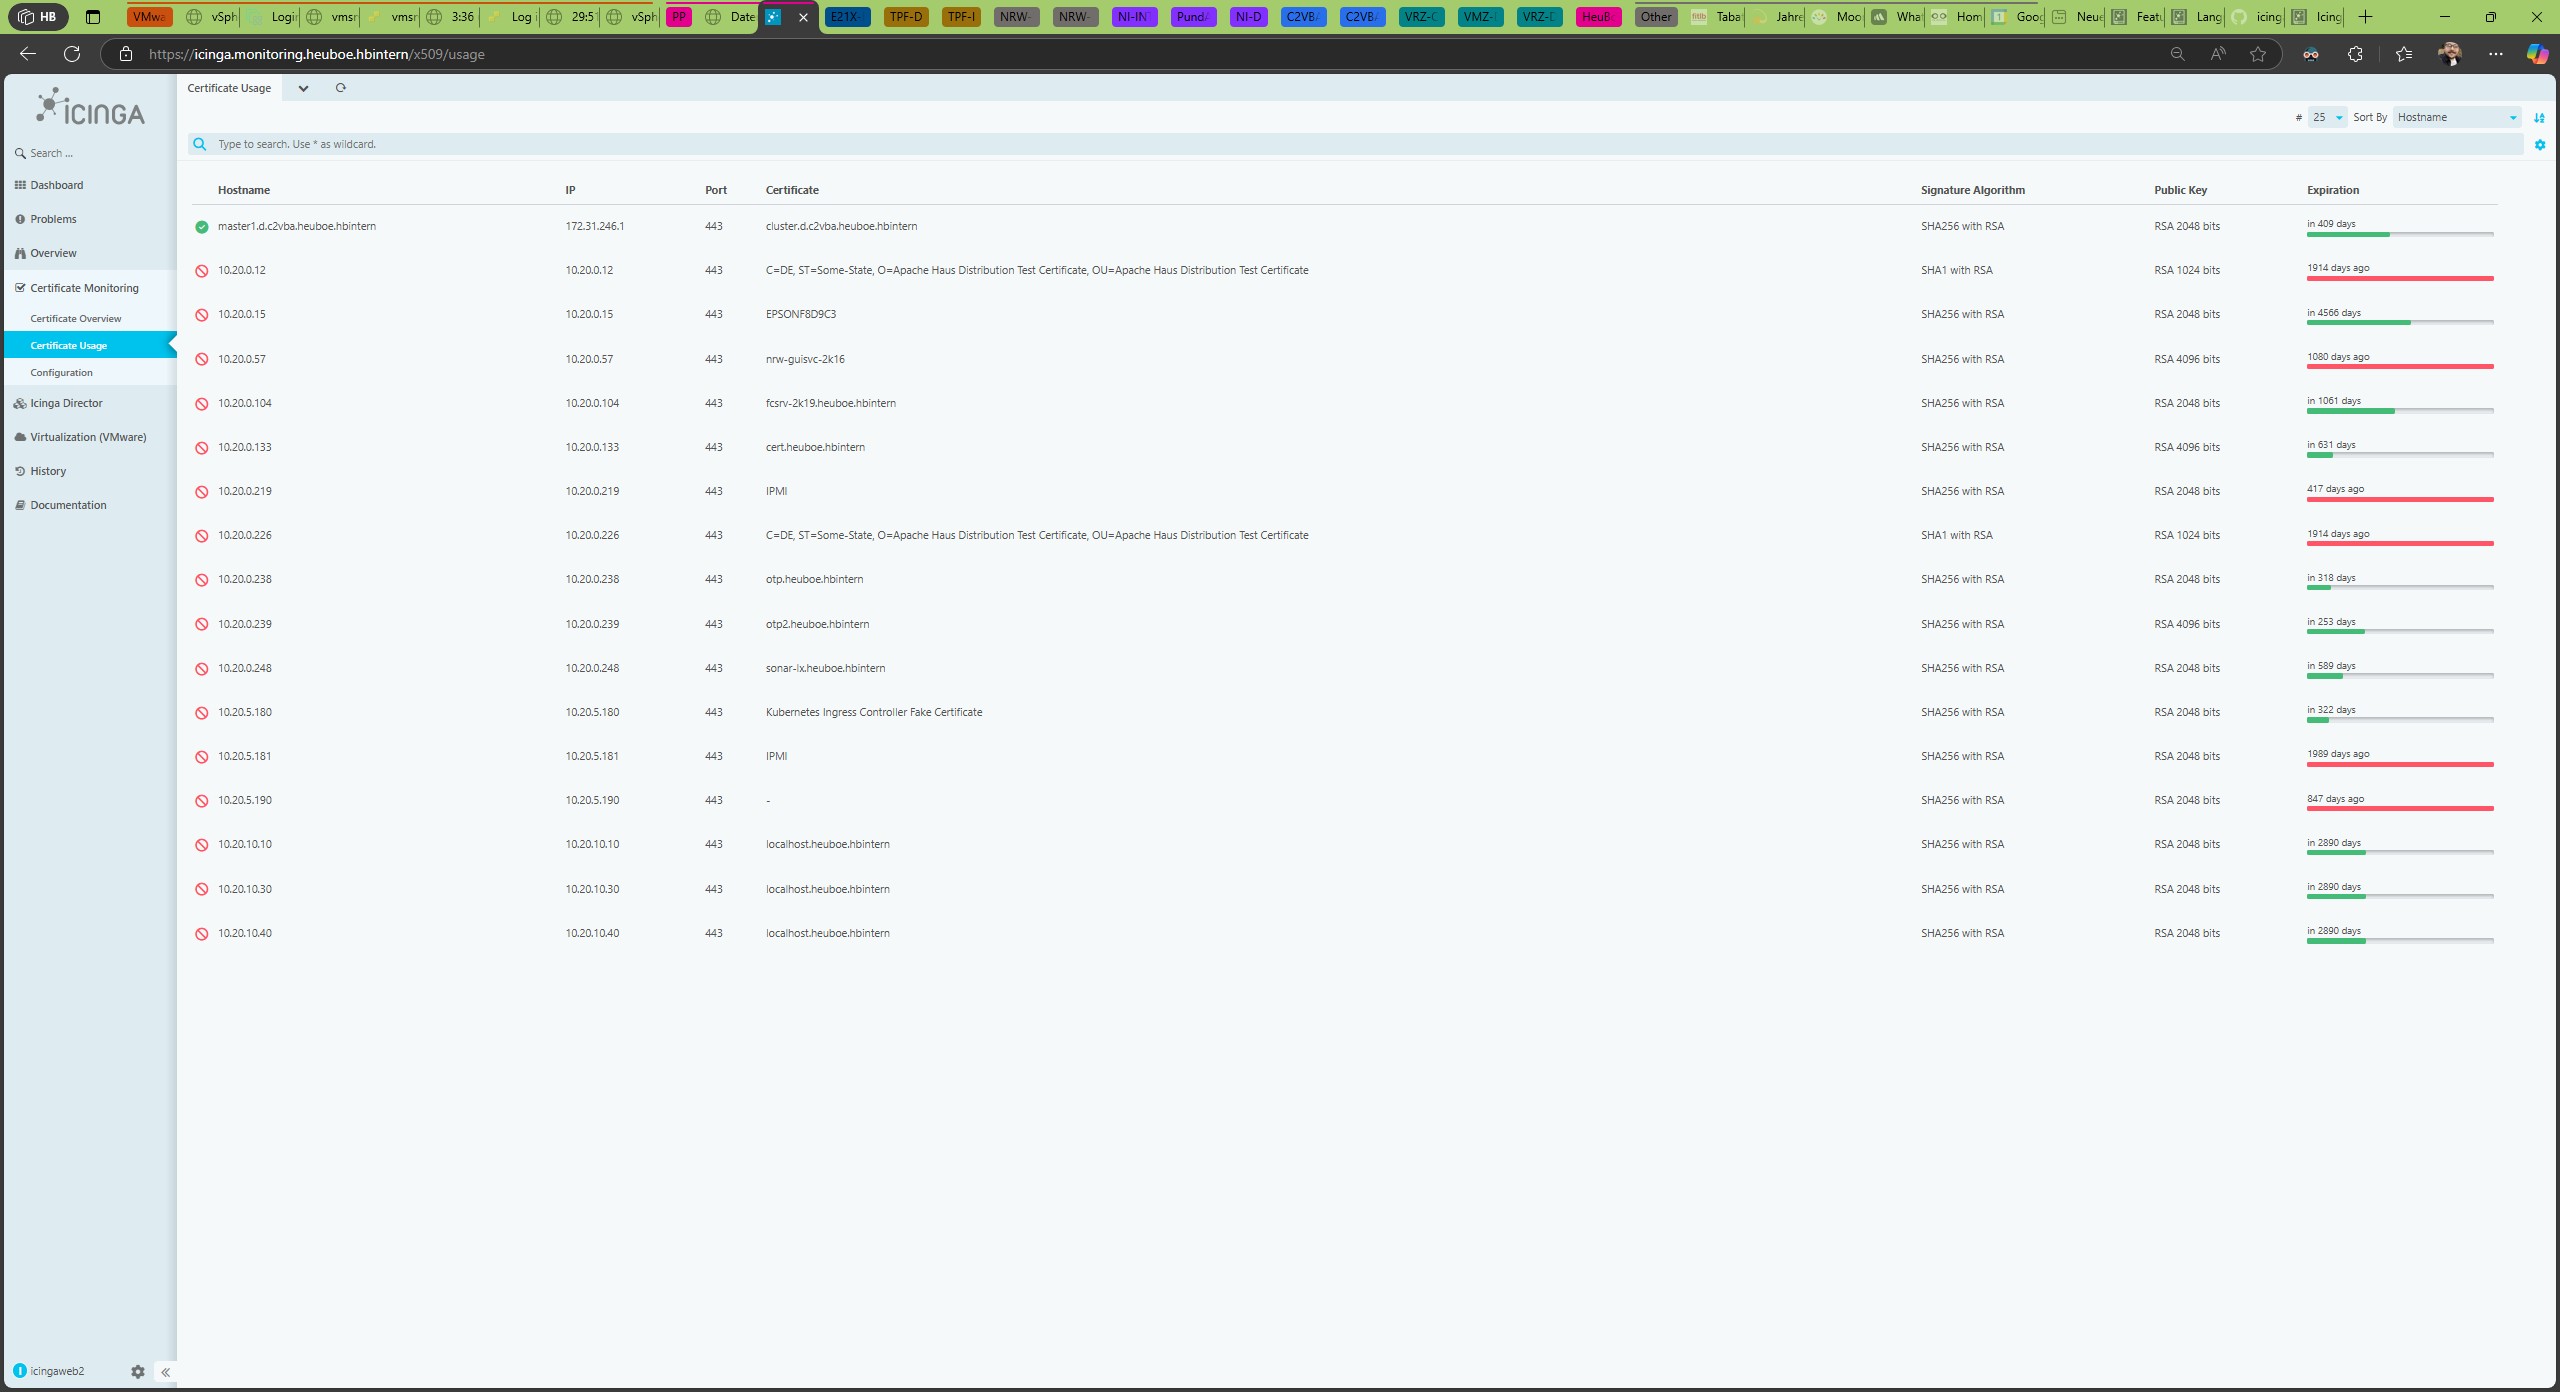 HB VMwa vSph Login vmsr vmsr 3:36 Log i 29:51 vSph PP Date E21X- TPF-D TPF-I NRW- NRW- NI-INT PundA NI-D C2VBA C2VBA VRZ-C VMZ- VRZ-D HeuBo Other Taba Jahre Moo What Hom Goog Neue Featu Lang icing Icing
https://icinga.monitoring.heuboe.hbintern/x509/usage
ICINGA
Search ...
Dashboard
Problems
Overview
Certificate Monitoring
Certificate Overview
Certificate Usage
Configuration
Icinga Director
Virtualization (VMware)
History
Documentation
icingaweb2
Certificate Usage
# 25 Sort By Hostname
Type to search. Use * as wildcard.
Hostname IP Port Certificate Signature Algorithm Public Key Expiration
master1.d.c2vba.heuboe.hbintern 172.31.246.1 443 cluster.d.c2vba.heuboe.hbintern SHA256 with RSA RSA 2048 bits in 409 days
10.20.0.12 10.20.0.12 443 C=DE, ST=Some-State, O=Apache Haus Distribution Test Certificate, OU=Apache Haus Distribution Test Certificate SHA1 with RSA RSA 1024 bits 1914 days ago
10.20.0.15 10.20.0.15 443 EPSONF8D9C3 SHA256 with RSA RSA 2048 bits in 4566 days
10.20.0.57 10.20.0.57 443 nrw-guisvc-2k16 SHA256 with RSA RSA 4096 bits 1080 days ago
10.20.0.104 10.20.0.104 443 fcsrv-2k19.heuboe.hbintern SHA256 with RSA RSA 2048 bits in 1061 days
10.20.0.133 10.20.0.133 443 cert.heuboe.hbintern SHA256 with RSA RSA 4096 bits in 631 days
10.20.0.219 10.20.0.219 443 IPMI SHA256 with RSA RSA 2048 bits 417 days ago
10.20.0.226 10.20.0.226 443 C=DE, ST=Some-State, O=Apache Haus Distribution Test Certificate, OU=Apache Haus Distribution Test Certificate SHA1 with RSA RSA 1024 bits 1914 days ago
10.20.0.238 10.20.0.238 443 otp.heuboe.hbintern SHA256 with RSA RSA 2048 bits in 318 days
10.20.0.239 10.20.0.239 443 otp2.heuboe.hbintern SHA256 with RSA RSA 4096 bits in 253 days
10.20.0.248 10.20.0.248 443 sonar-lx.heuboe.hbintern SHA256 with RSA RSA 2048 bits in 589 days
10.20.5.180 10.20.5.180 443 Kubernetes Ingress Controller Fake Certificate SHA256 with RSA RSA 2048 bits in 322 days
10.20.5.181 10.20.5.181 443 IPMI SHA256 with RSA RSA 2048 bits 1989 days ago
10.20.5.190 10.20.5.190 443 - SHA256 with RSA RSA 2048 bits 847 days ago
10.20.10.10 10.20.10.10 443 localhost.heuboe.hbintern SHA256 with RSA RSA 2048 bits in 2890 days
10.20.10.30 10.20.10.30 443 localhost.heuboe.hbintern SHA256 with RSA RSA 2048 bits in 2890 days
10.20.10.40 10.20.10.40 443 localhost.heuboe.hbintern SHA256 with RSA RSA 2048 bits in 2890 days